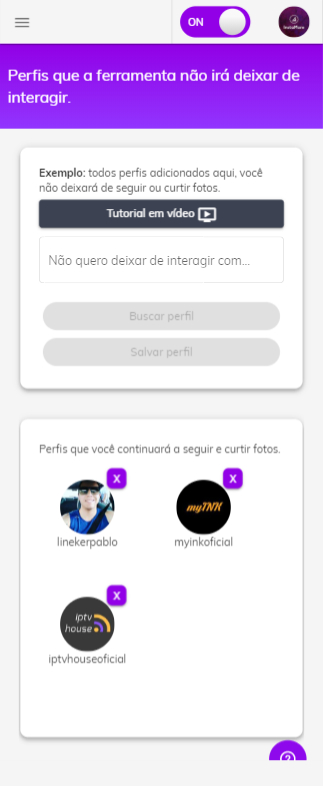 ON
InstaMoro
Perfis que a ferramenta não irá deixar de
interagir.
Exemplo: todos perfis adicionados aqui, você
não deixará de seguir ou curtir fotos.
Tutorial em vídeo
Não quero deixar de interagir com...
Buscar perfil
Salvar perfil
Perfis que você continuará a seguir e curtir fotos.
X
X
myINK
linekerpablo
myinkoficial
X
iptv
house
iptvhouseoficial
?